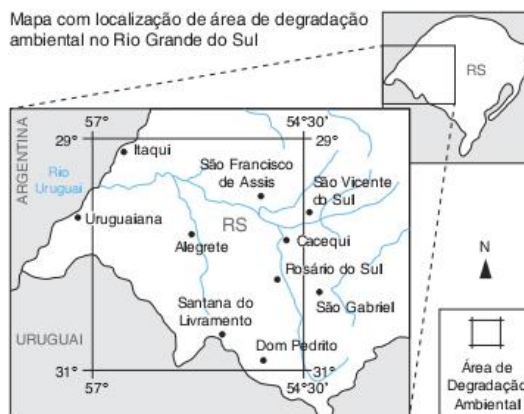 Mapa com localização de área de degradação
ambiental no Rio Grande do Sul
RS
57°
54°30'
ARGENTINA
29°
29°
Itaqui
Rio
Uruguai
São Francisco
de Assis
São Vicente
do Sul
Uruguaiana
RS
Alegrete
Cacequi
Rosário do Sul
N
Santana do
Livramento
São Gabriel
URUGUAI
Dom Pedrito
31°
31°
57°
54°30'
Área de
Degradação
Ambiental